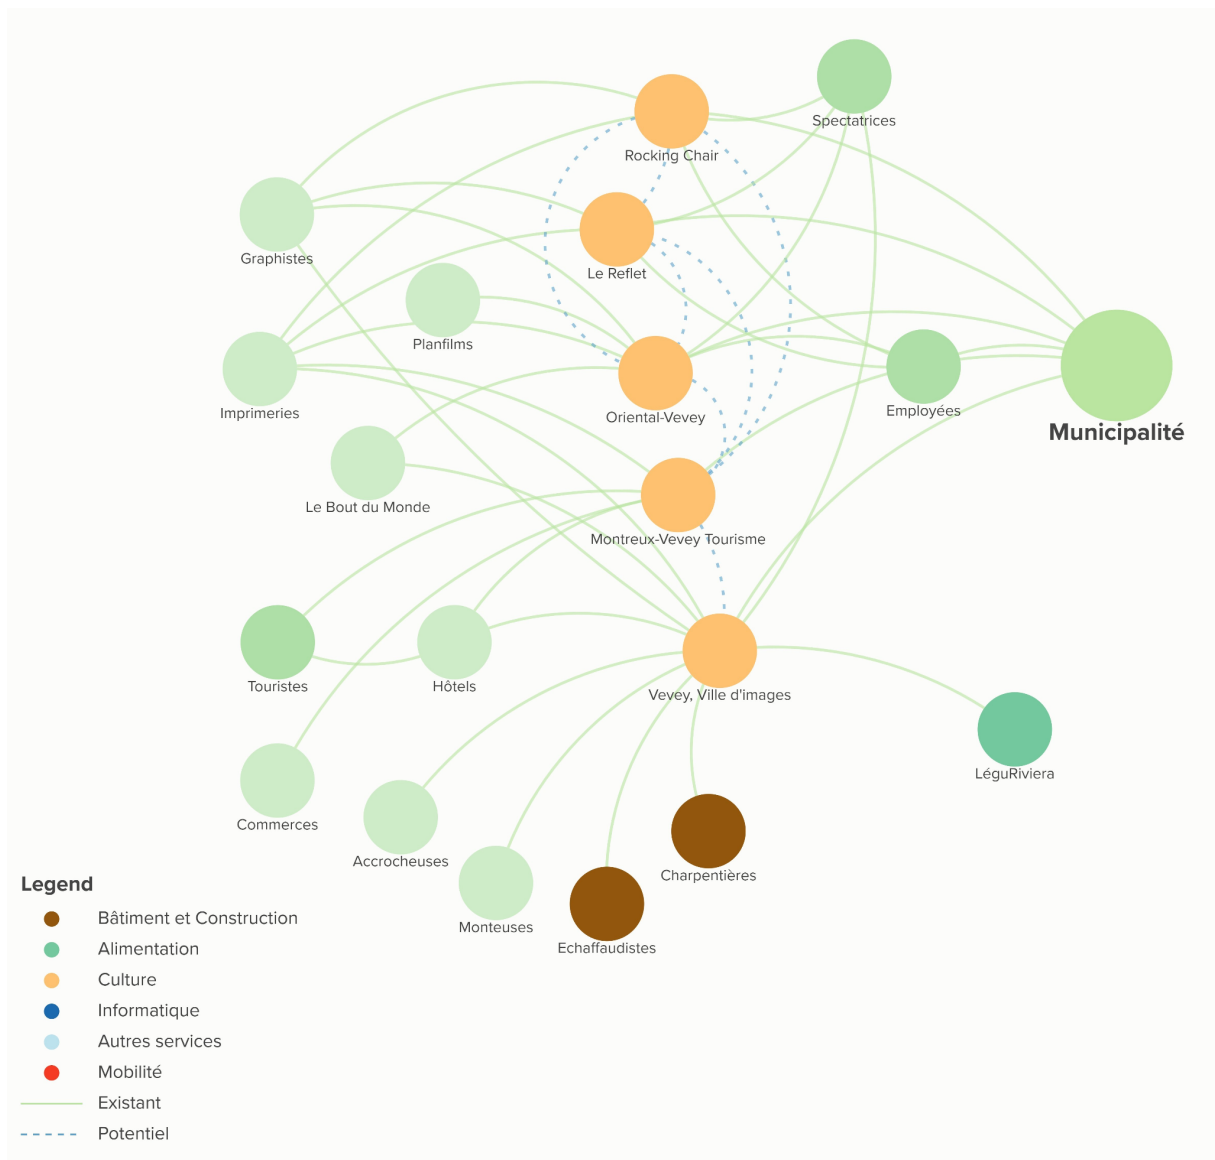 Spectatrices
Rocking Chair
Graphistes
Le Reflet
Planfilms
Imprimeries
Oriental-Vevey
Employées
Municipalité
Le Bout du Monde
Montreux-Vevey Tourisme
Touristes
Hôtels
Vevey, Ville d'images
LéguRiviera
Commerces
Accrocheuses
Charpentières
Monteuses
Echaffaudistes
Legend
Bâtiment et Construction
Alimentation
Culture
Informatique
Autres services
Mobilité
Existant
Potentiel